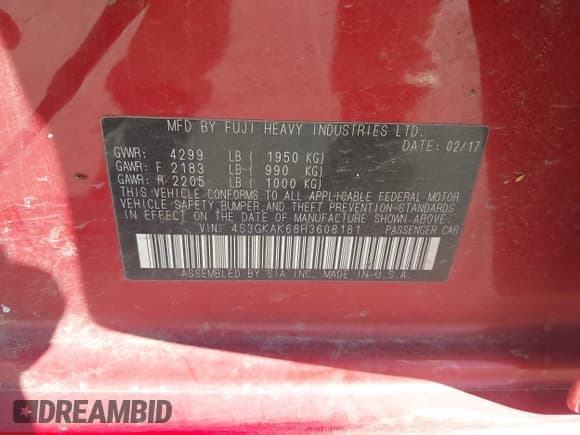 MFD BY FUJI HEAVY INDUSTRIES LTD.
DATE: 02/17
GVWR: 4299 LB ( 1950 KG)
GAWR: F 2183 LB ( 990 KG)
GAWR: R 2205 LB ( 1000 KG)
THIS VEHICLE CONFORMS TO ALL APPLICABLE FEDERAL MOTOR
VEHICLE SAFETY, BUMPER, AND THEFT PREVENTION STANDARDS
IN EFFECT ON THE DATE OF MANUFACTURE SHOWN ABOVE.
VIN: 4S3GKAK68H3608181 PASSENGER CAR
ASSEMBLED BY SIA INC. MADE IN U.S.A.
DREAMBID